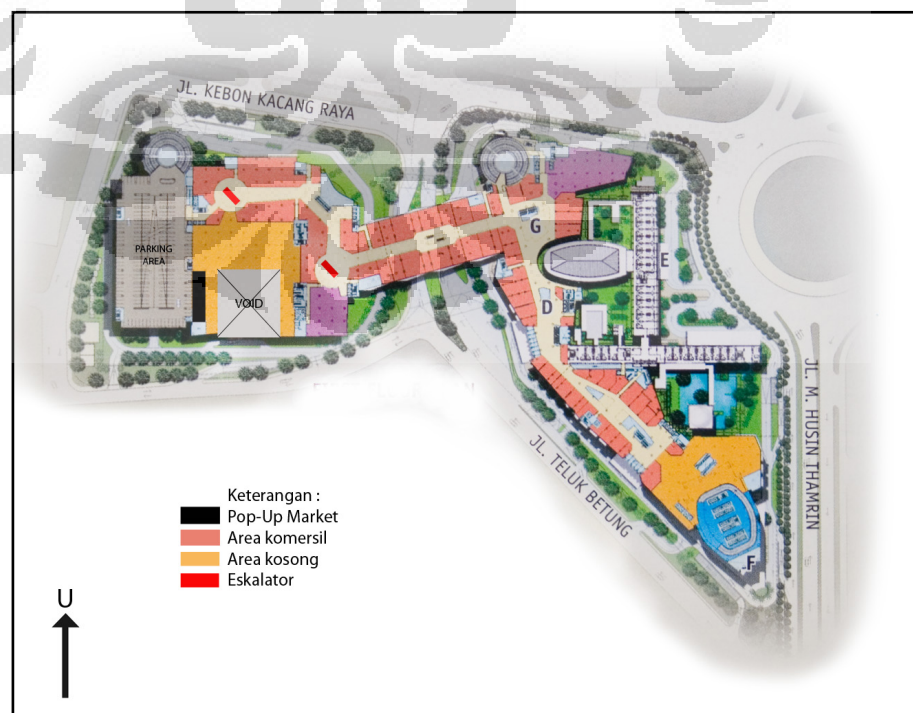 JL. KEBON KACANG RAYA
PARKING
AREA
VOID
G
E
D
JL. M. HUSIN THAMRIN
JL. TELUK BETUNG
F
Keterangan :
Pop-Up Market
Area komersil
Area kosong
Eskalator
U